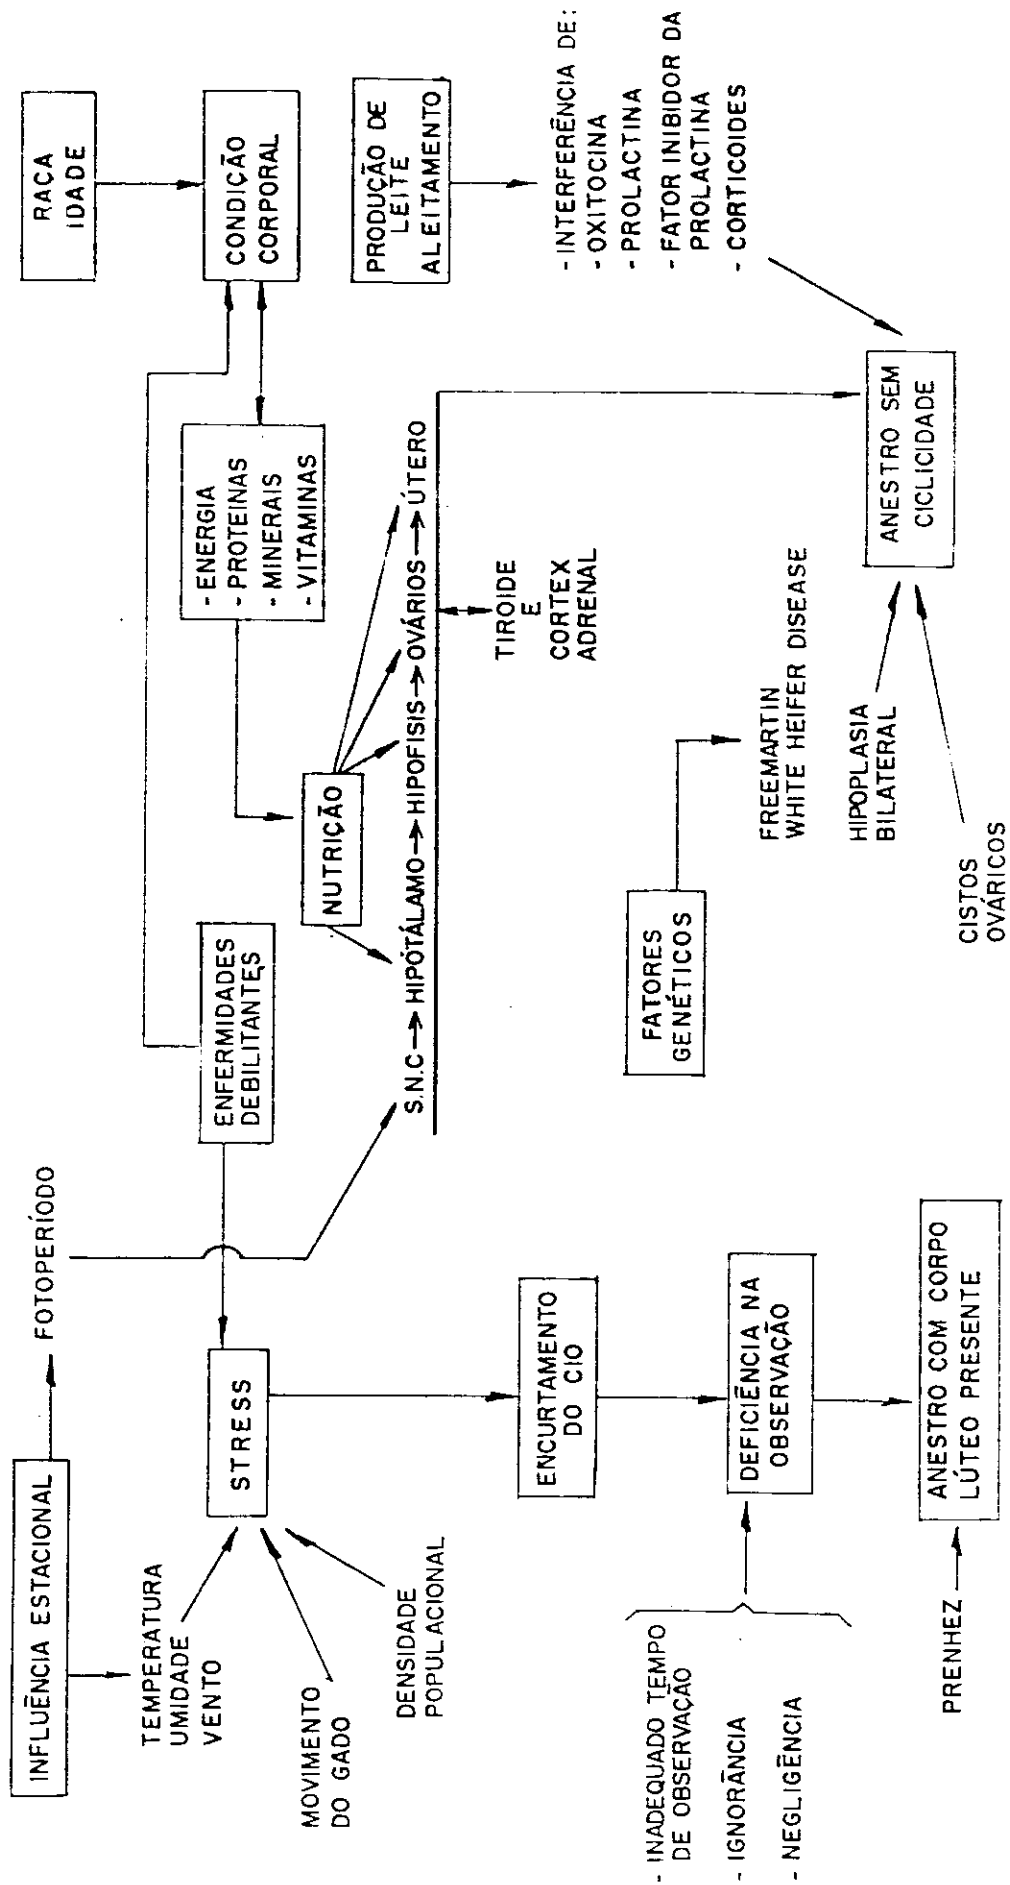 INFLUÊNCIA ESTACIONAL
FOTOPERÍODO
RAÇA
IDADE
TEMPERATURA
UMIDADE
VENTO
MOVIMENTO
DO GADO
DENSIDADE
POPULACIONAL
STRESS
ENFERMIDADES
DEBILITANTES
- ENERGIA
- PROTEINAS
- MINERAIS
- VITAMINAS
CONDIÇÃO
CORPORAL
NUTRIÇÃO
PRODUÇÃO DE
LEITE
ALEITAMENTO
S.N.C → HIPÓTÁLAMO → HIPOFISIS → OVÁRIOS → ÚTERO
TIROIDE
E
CORTEX
ADRENAL
- INTERFERÊNCIA DE:
- OXITOCINA
- PROLACTINA
- FATOR INIBIDOR DA
PROLACTINA
- CORTICOIDES
ENCURTAMENTO
DO CIO
FATORES
GENÉTICOS
- INADEQUADO TEMPO
DE OBSERVAÇÃO
- IGNORÂNCIA
- NEGLIGÊNCIA
DEFICIÊNCIA NA
OBSERVAÇÃO
FREEMARTIN
WHITE HEIFER DISEASE
HIPOPLASIA
BILATERAL
CISTOS
OVÁRICOS
ANESTRO SEM
CICLICIDADE
PRENHEZ
ANESTRO COM CORPO
LÚTEO PRESENTE